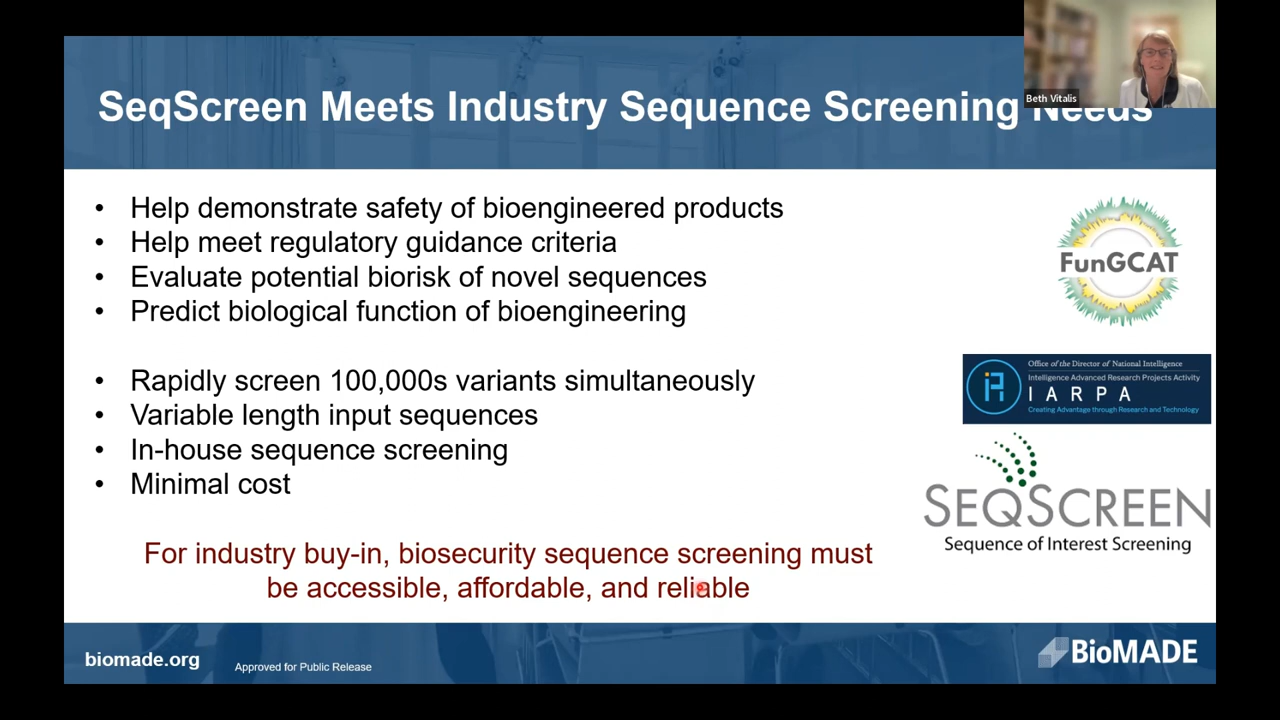 SeqScreen Meets Industry Sequence Screening Needs
Beth Vitalis
• Help demonstrate safety of bioengineered products
• Help meet regulatory guidance criteria
• Evaluate potential biorisk of novel sequences
• Predict biological function of bioengineering
• Rapidly screen 100,000s variants simultaneously
• Variable length input sequences
• In-house sequence screening
• Minimal cost
For industry buy-in, biosecurity sequence screening must
be accessible, affordable, and reliable
FunGCAT
Office of the Director of National Intelligence
Intelligence Advanced Research Projects Activity
IARPA
Creating Advantage through Research and Technology
SEQSCREEN
Sequence of Interest Screening
biomade.org
Approved for Public Release
BioMADE